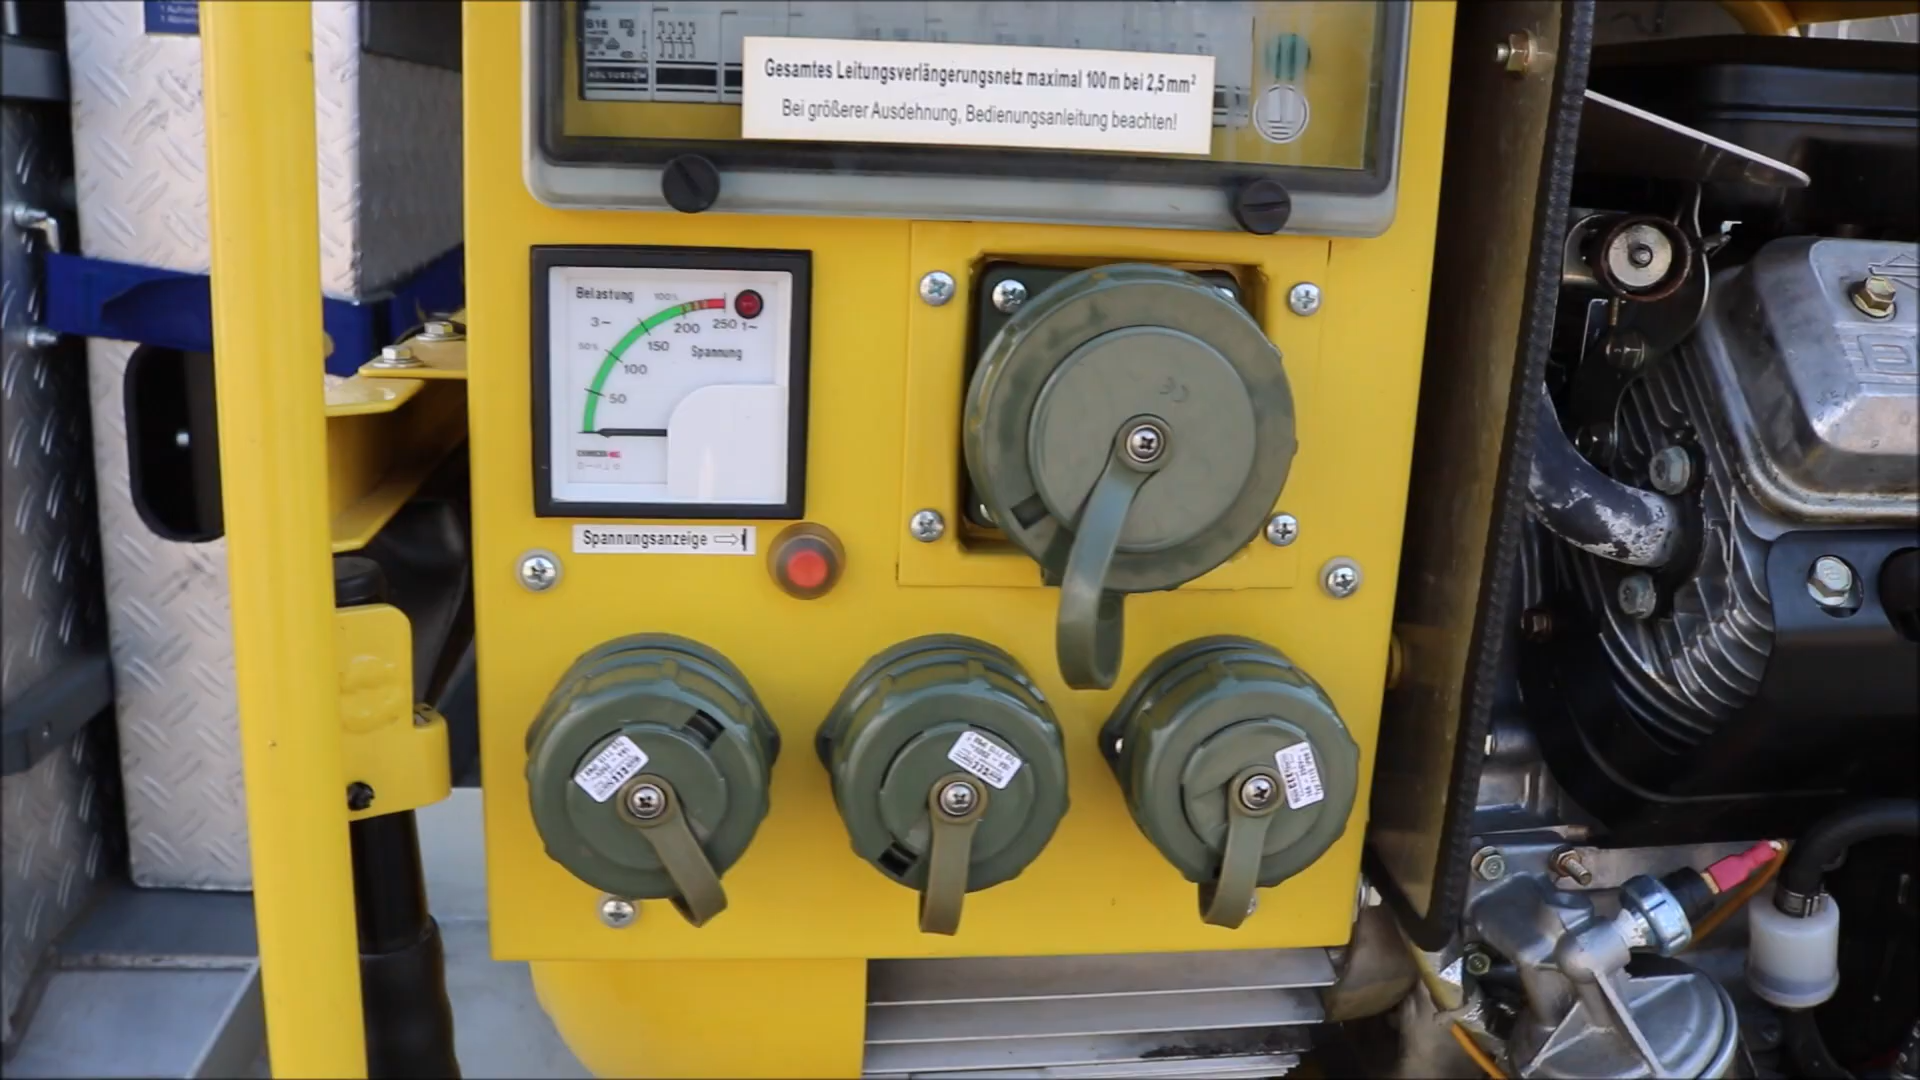 B16
Gesamtes Leitungsverlängerungsnetz maximal 100 m bei 2,5 mm²
Bei größerer Ausdehnung, Bedienungsanleitung beachten!
Belastung
100%
3~
200
250
1~
50%
150
Spannung
100
50
Spannungsanzeige